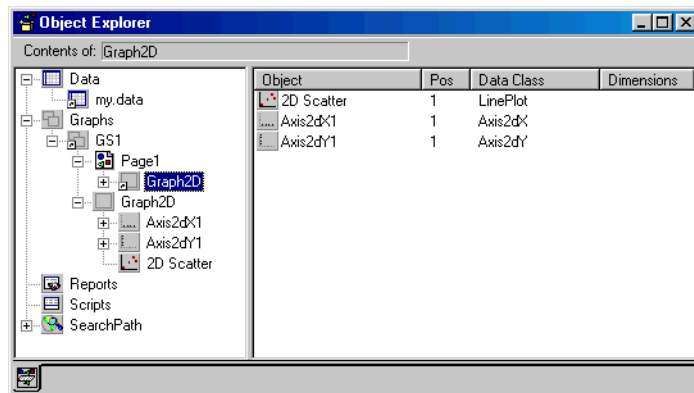 Object Explorer
Contents of: Graph2D
Data
my.data
Graphs
GS1
Page1
Graph2D
Graph2D
Axis2dX1
Axis2dY1
2D Scatter
Reports
Scripts
SearchPath
Object Pos Data Class Dimensions
2D Scatter 1 LinePlot
Axis2dX1 1 Axis2dX
Axis2dY1 1 Axis2dY